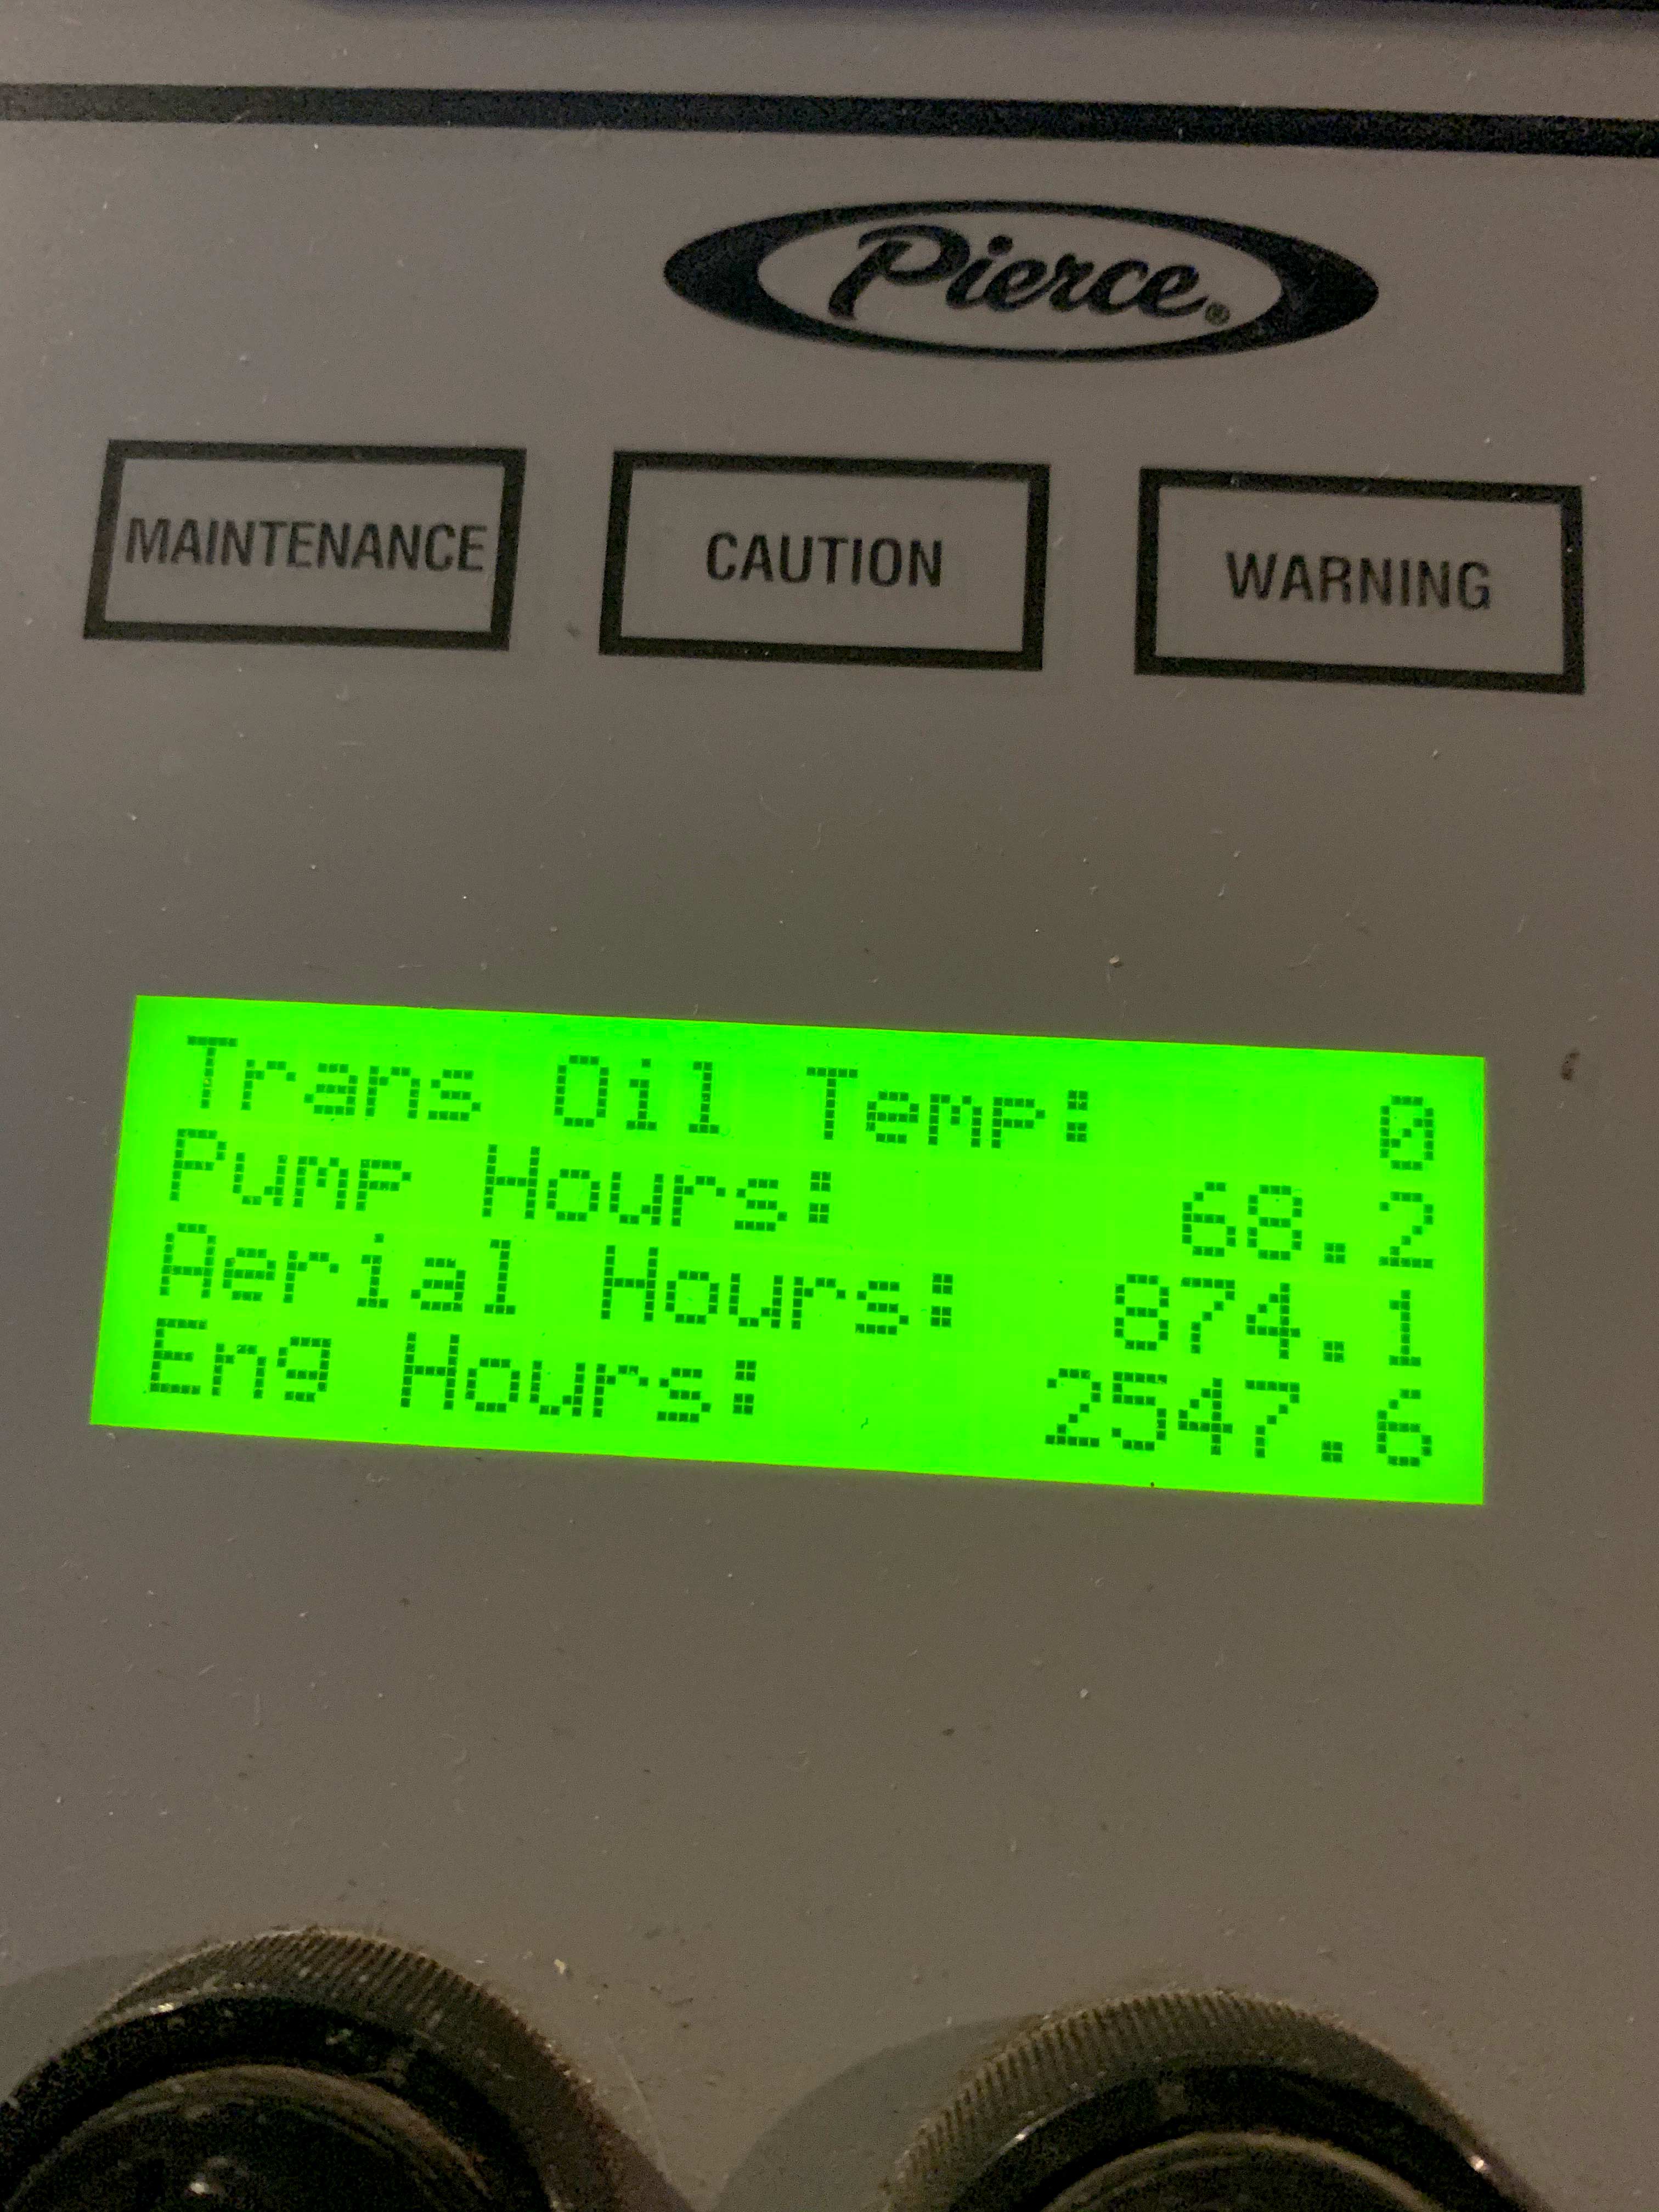 Pierce®
MAINTENANCE
CAUTION
WARNING
Trans Oil Temp: 0
Pump Hours: 68.2
Aerial Hours: 874.1
Eng Hours: 2547.6